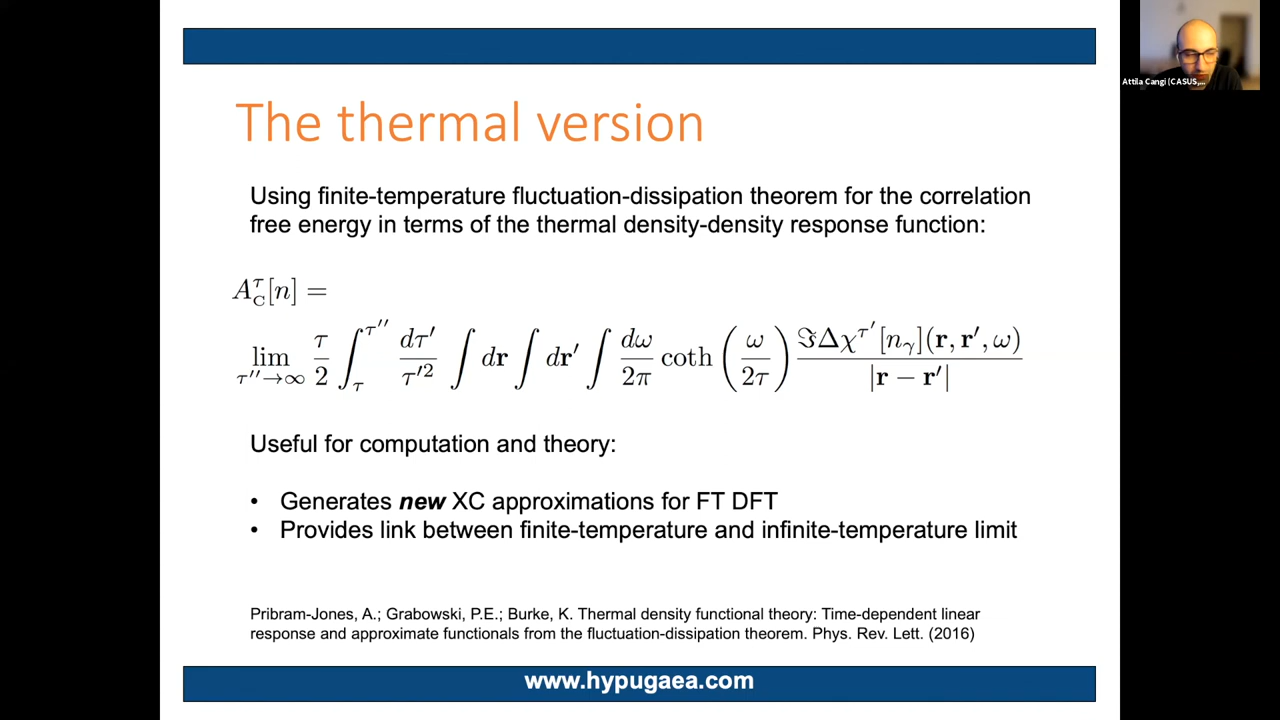 Attila Cangi (CASUS,...
The thermal version
Using finite-temperature fluctuation-dissipation theorem for the correlation
free energy in terms of the thermal density-density response function:
A_C^τ[n] =
lim_{τ''→∞} τ/2 ∫_τ^{τ''} dτ'/τ'^2 ∫ dr ∫ dr' ∫ dω/2π coth (ω/2τ) ℑΔχ^{τ'}[n_γ](r, r', ω)/|r − r'|
Useful for computation and theory:
• Generates new XC approximations for FT DFT
• Provides link between finite-temperature and infinite-temperature limit
Pribram-Jones, A.; Grabowski, P.E.; Burke, K. Thermal density functional theory: Time-dependent linear
response and approximate functionals from the fluctuation-dissipation theorem. Phys. Rev. Lett. (2016)
www.hypugaea.com